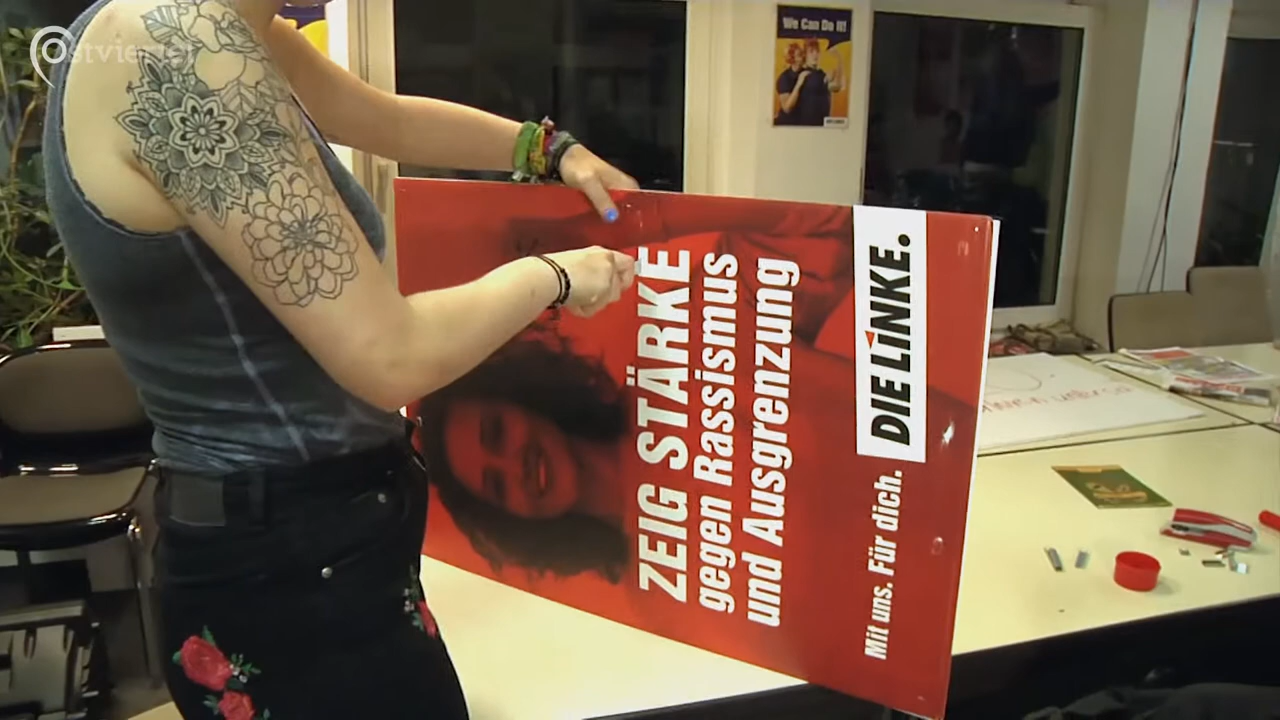 Ostviertel
We Can Do It!
ZEIG STÄRKE
gegen Rassismus
und Ausgrenzung
Mit uns. Für dich.
DIE LINKE.